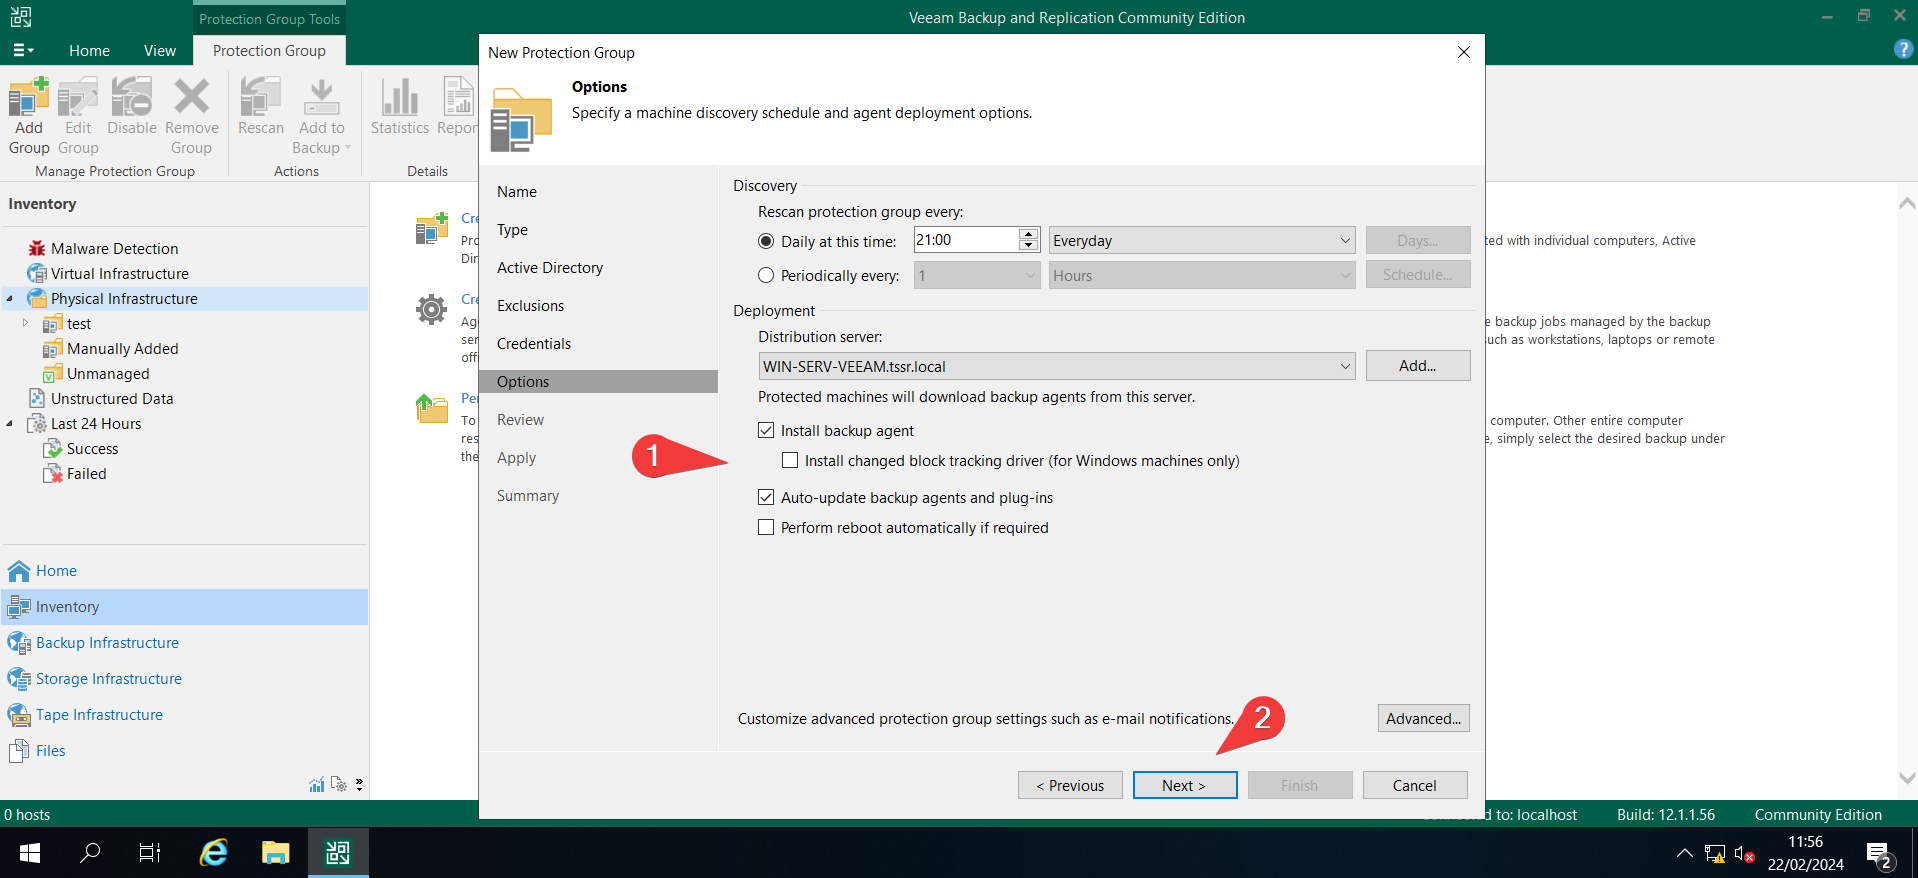 Protection Group Tools
Veeam Backup and Replication Community Edition
Home
View
Protection Group
?
Add Group
Edit Group
Disable
Remove Group
Rescan
Add to Backup
Statistics
Repor
Manage Protection Group
Actions
Details
Inventory
Malware Detection
Virtual Infrastructure
Physical Infrastructure
test
Manually Added
Unmanaged
Unstructured Data
Last 24 Hours
Success
Failed
Home
Inventory
Backup Infrastructure
Storage Infrastructure
Tape Infrastructure
Files
Cre
Pro
Dir
Cre
Age
ser
offi
Per
To
res
the
New Protection Group
Options
Specify a machine discovery schedule and agent deployment options.
Name
Type
Active Directory
Exclusions
Credentials
Options
Review
Apply
Summary
Discovery
Rescan protection group every:
Daily at this time:
21:00
Everyday
Days...
Periodically every:
1
Hours
Schedule...
Deployment
Distribution server:
WIN-SERV-VEEAM.tssr.local
Add...
Protected machines will download backup agents from this server.
Install backup agent
1
Install changed block tracking driver (for Windows machines only)
Auto-update backup agents and plug-ins
Perform reboot automatically if required
Customize advanced protection group settings such as e-mail notifications.
2
Advanced...
< Previous
Next >
Finish
Cancel
ted with individual computers, Active
e backup jobs managed by the backup
uch as workstations, laptops or remote
computer. Other entire computer
e, simply select the desired backup under
0 hosts
d to: localhost
Build: 12.1.1.56
Community Edition
11:56
22/02/2024
2